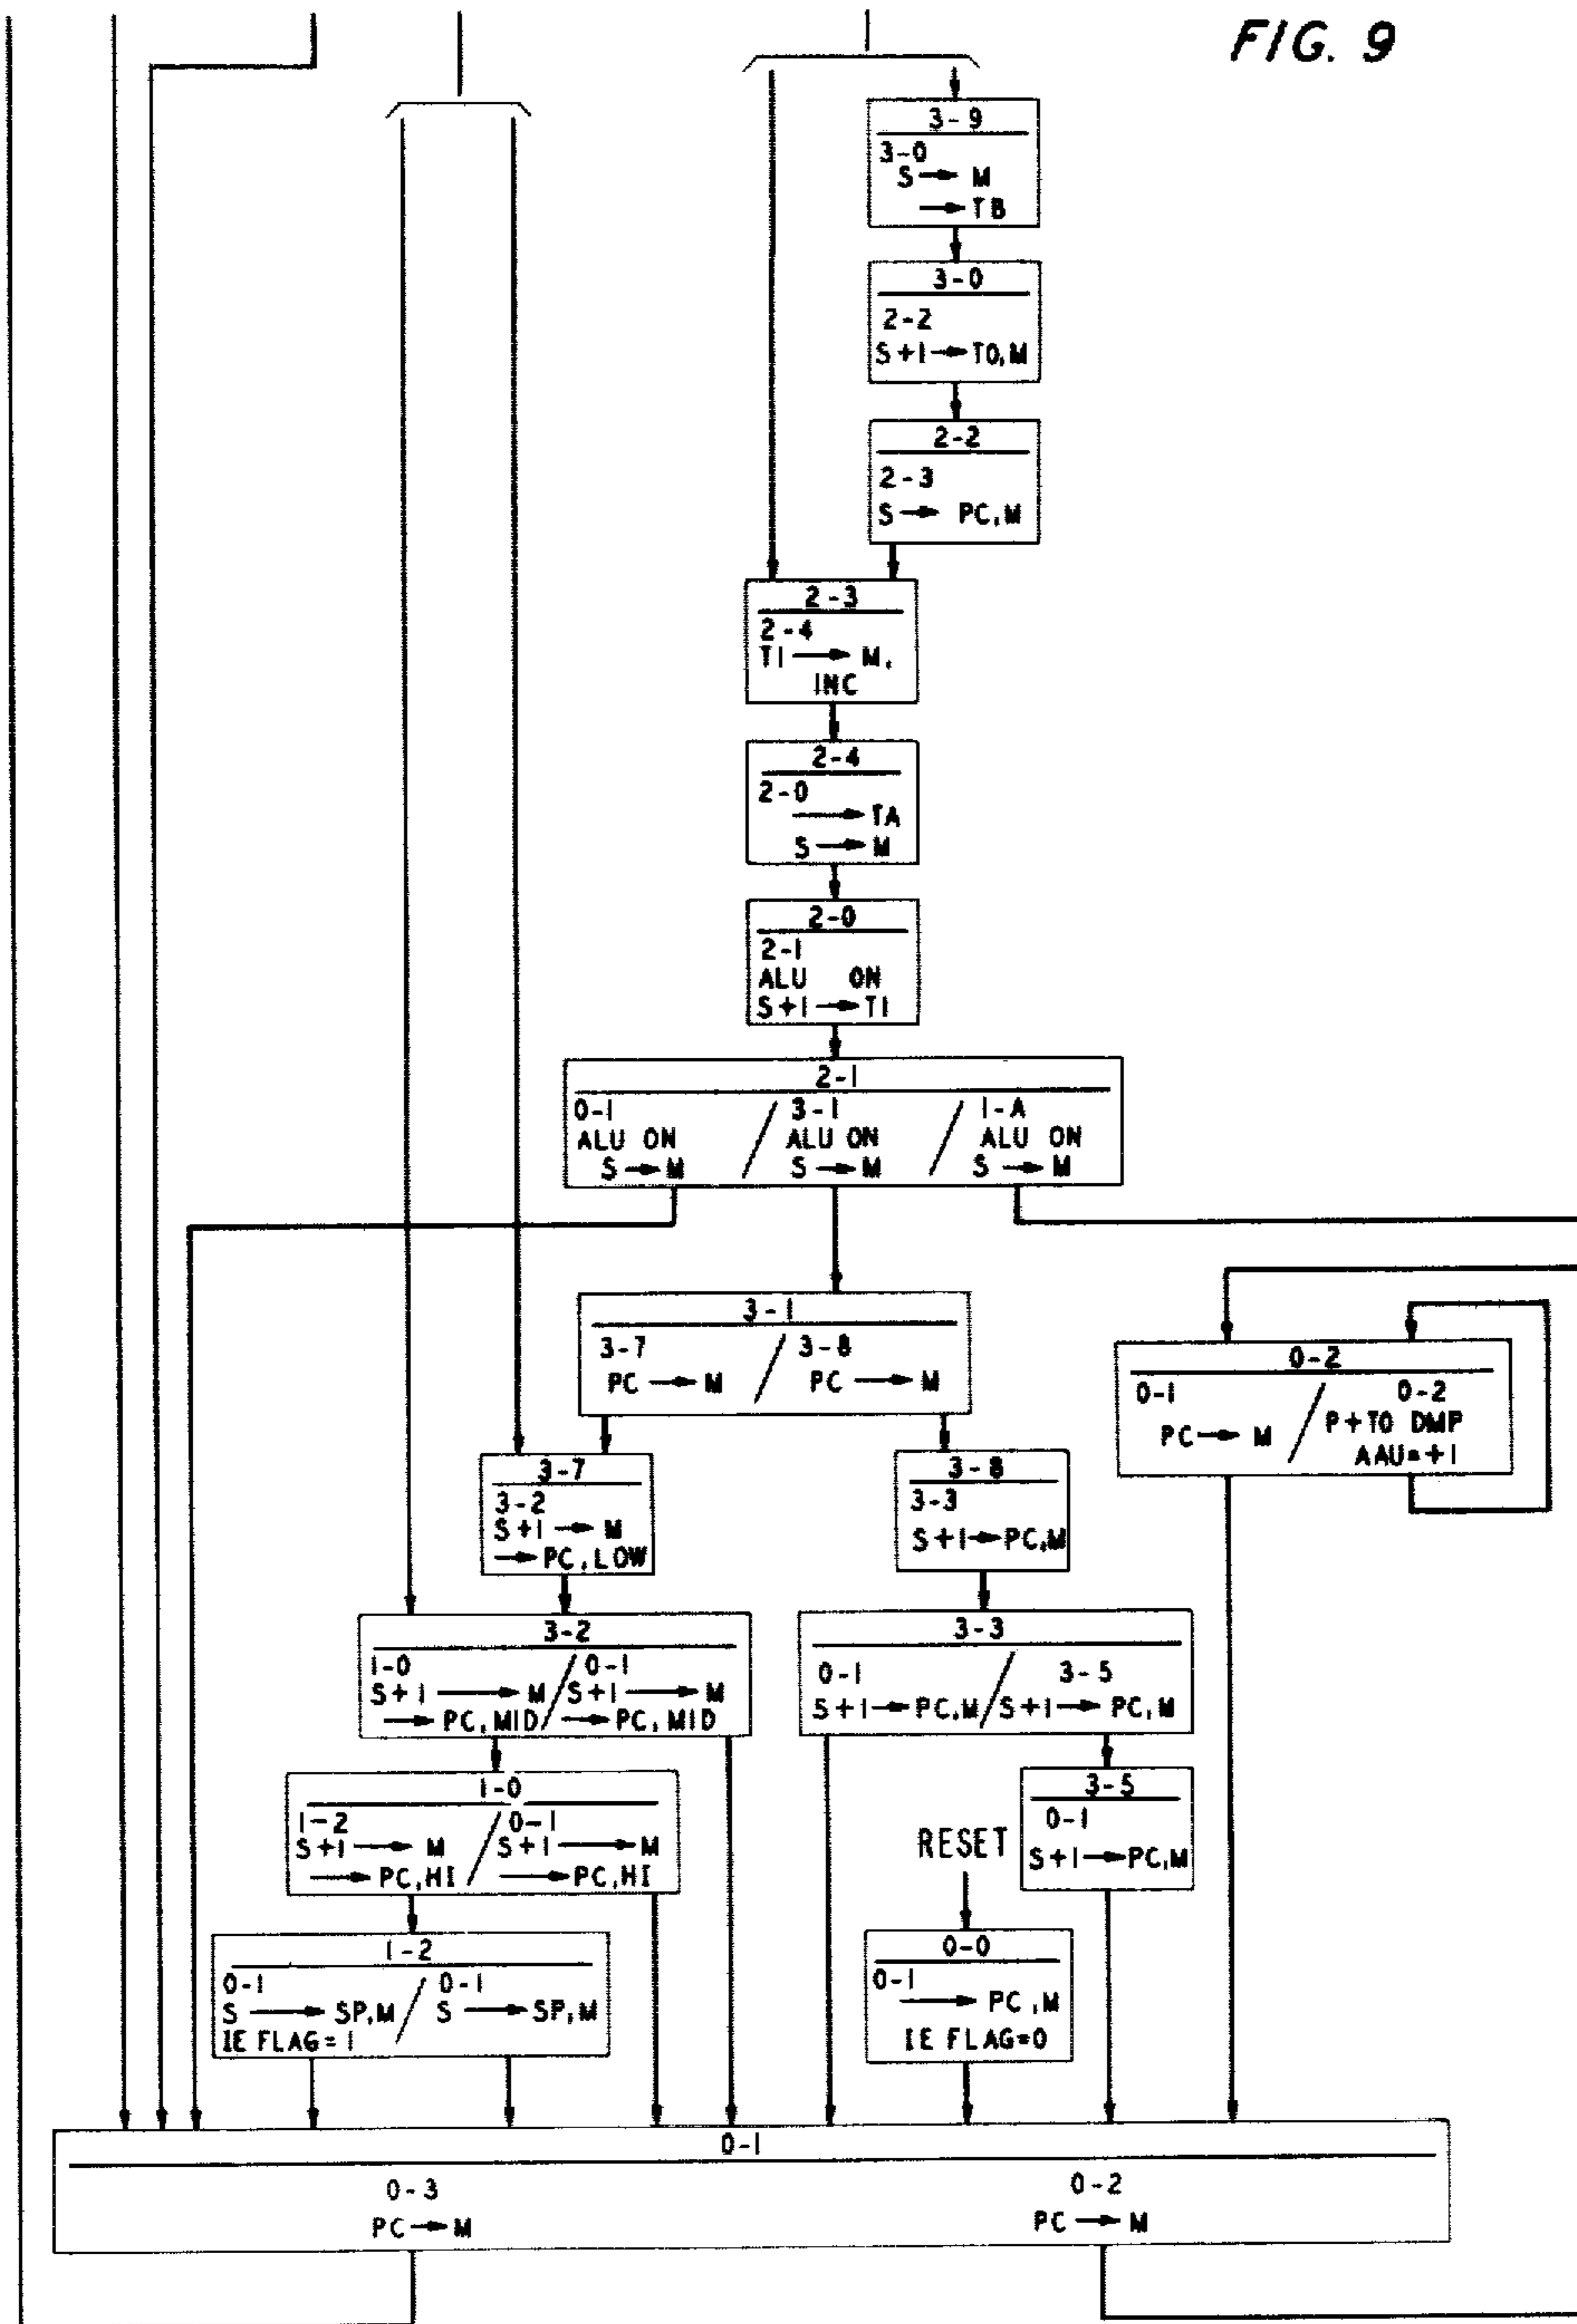 FIG. 9
3-9
3-0
S → M
→ TB
3-0
2-2
S+1 → TO, M
2-2
2-3
S → PC, M
2-3
2-4
T1 → M,
INC
2-4
2-0
→ TA
S → M
2-0
2-1
ALU ON
S+1 → T1
2-1
0-1 / 3-1 / 1-A
ALU ON ALU ON ALU ON
S → M S → M S → M
3-1
3-7 / 3-8
PC → M PC → M
0-2
0-1 / 0-2
PC → M P+TO DMP
AAU=+1
3-7
3-2
S+1 → M
→ PC, LOW
3-8
3-3
S+1 → PC,M
3-2
1-0 / 0-1
S+1 → M S+1 → M
→ PC, MID → PC, MID
3-3
0-1 / 3-5
S+1 → PC,M S+1 → PC, M
1-0
1-2 / 0-1
S+1 → M S+1 → M
→ PC,HI → PC,HI
3-5
0-1
S+1 → PC,M
RESET
1-2
0-1 / 0-1
S → SP,M S → SP,M
IE FLAG = 1
0-0
0-1
→ PC, M
IE FLAG=0
0-1
0-3 0-2
PC → M PC → M